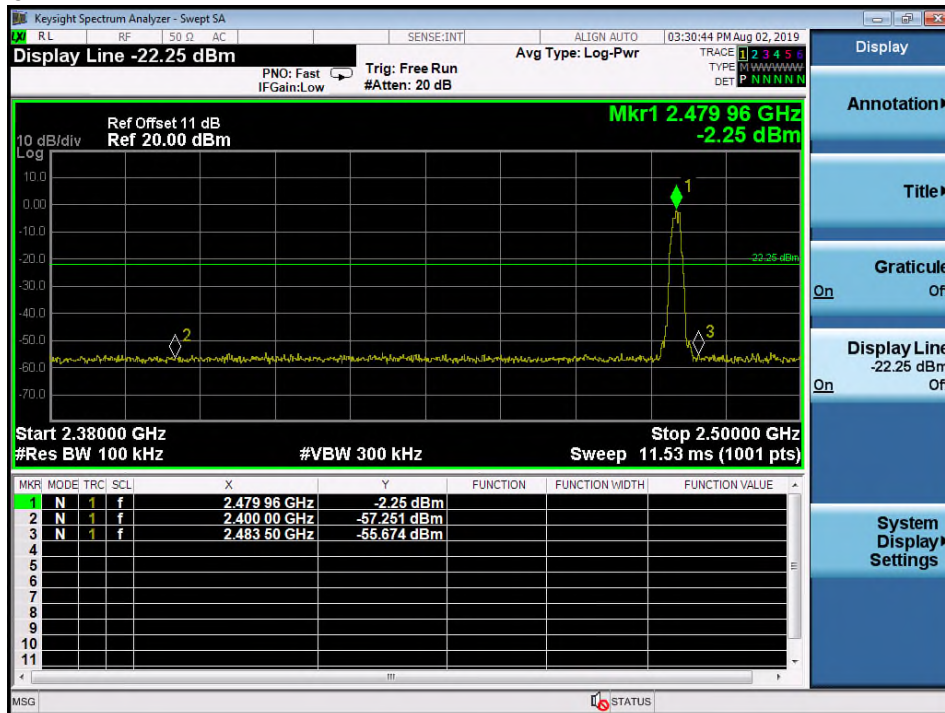 Keysight Spectrum Analyzer - Swept SA
LXI RL RF 50 Ω AC SENSE:INT ALIGN AUTO 03:30:44 PM Aug 02, 2019
Display Line -22.25 dBm
PNO: Fast
IFGain:Low
Trig: Free Run
#Atten: 20 dB
Avg Type: Log-Pwr
TRACE 1 2 3 4 5 6
TYPE M WWWWW
DET P N N N N N
Mkr1 2.479 96 GHz
-2.25 dBm
Ref Offset 11 dB
10 dB/div Ref 20.00 dBm
Log
10.0
0.00
-10.0
-20.0
-30.0
-40.0
-50.0
-60.0
-70.0
1
-22.25 dBm
2
3
Start 2.38000 GHz Stop 2.50000 GHz
#Res BW 100 kHz #VBW 300 kHz Sweep 11.53 ms (1001 pts)
MKR MODE TRC SCL X Y FUNCTION FUNCTION WIDTH FUNCTION VALUE
1 N 1 f 2.479 96 GHz -2.25 dBm
2 N 1 f 2.400 00 GHz -57.251 dBm
3 N 1 f 2.483 50 GHz -55.674 dBm
4
5
6
7
8
9
10
11
MSG STATUS
Display
Annotation
Title
Graticule
On Off
Display Line
-22.25 dBm
On Off
System
Display
Settings